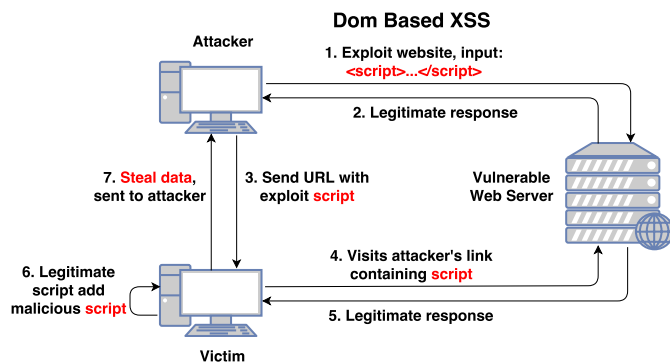 Dom Based XSS
Attacker
1. Exploit website, input:
<script>...</script>
2. Legitimate response
7. Steal data,
sent to attacker
3. Send URL with
exploit script
Vulnerable
Web Server
4. Visits attacker's link
containing script
6. Legitimate
script add
malicious script
5. Legitimate response
Victim